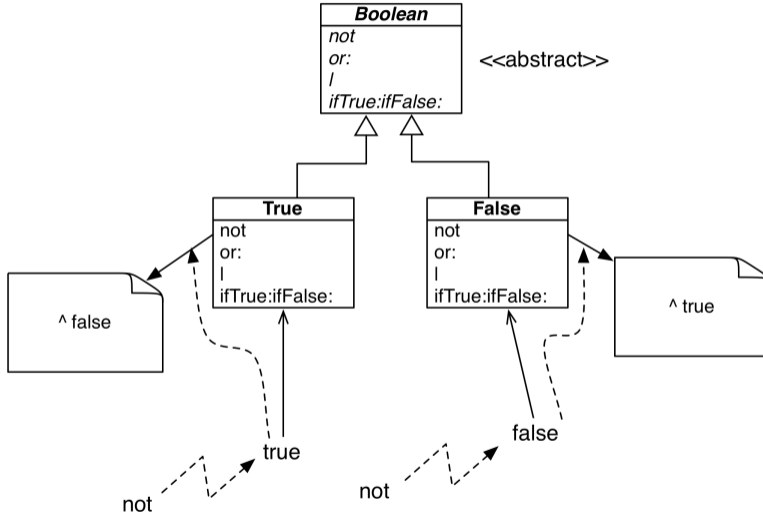 Boolean
not
or:
|
ifTrue:ifFalse:
<<abstract>>
True
not
or:
|
ifTrue:ifFalse:
False
not
or:
|
ifTrue:ifFalse:
^ false
^ true
true
not
false
not